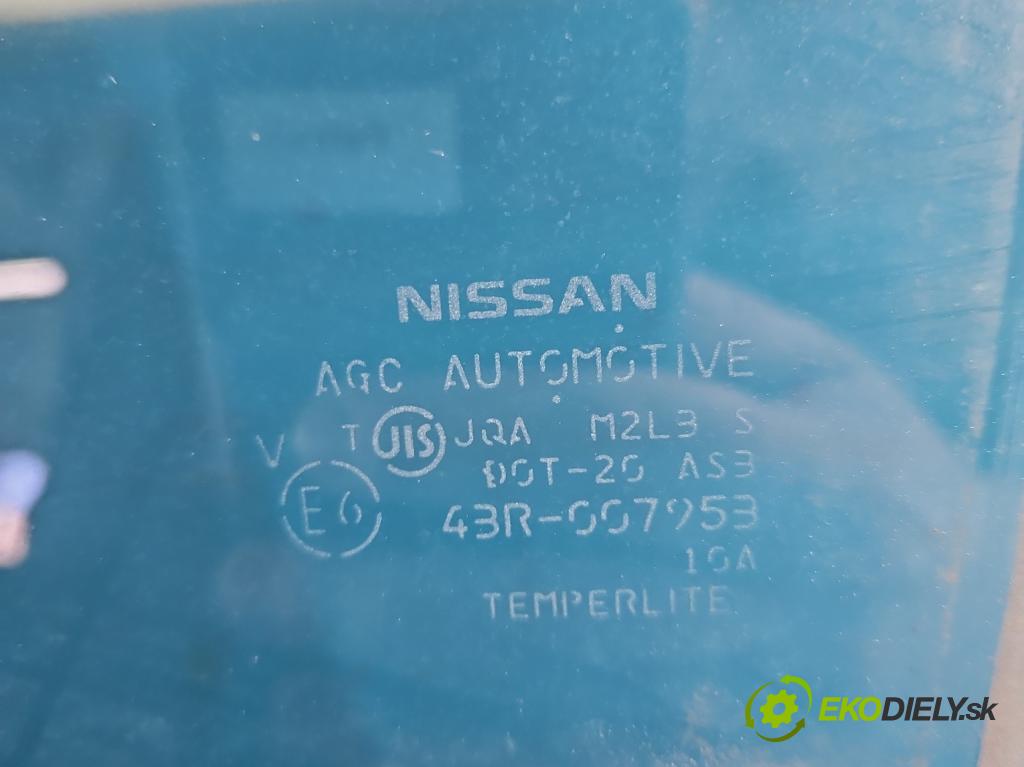 NISSAN
AGC AUTOMOTIVE
V T JIS JQA M2L3 S
DOT-20 AS3
E6 43R-007953
10A
TEMPERLITE
EKODIELY.sk